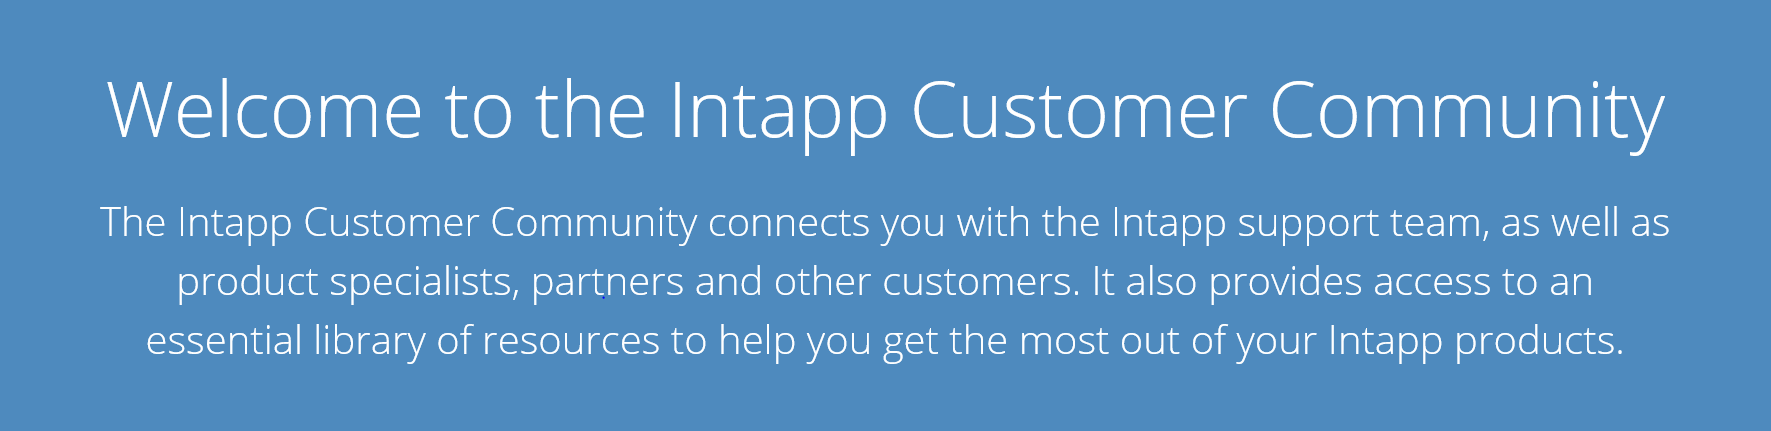 Welcome to the Intapp Customer Community
The Intapp Customer Community connects you with the Intapp support team, as well as
product specialists, partners and other customers. It also provides access to an
essential library of resources to help you get the most out of your Intapp products.